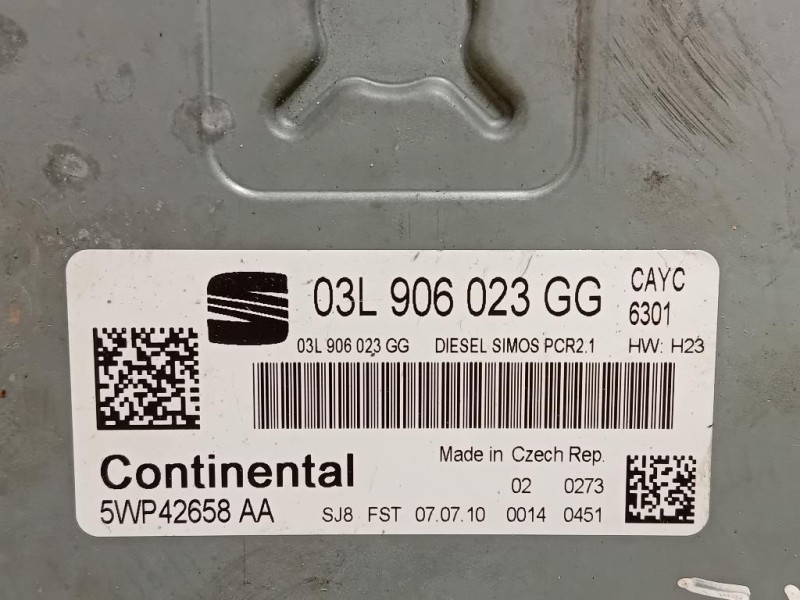 03L 906 023 GG
CAYC
6301
03L 906 023 GG DIESEL SIMOS PCR2.1 HW: H23
Continental
Made in Czech Rep.
02 0273
5WP42658 AA
SJ8 FST 07.07.10 0014 0451